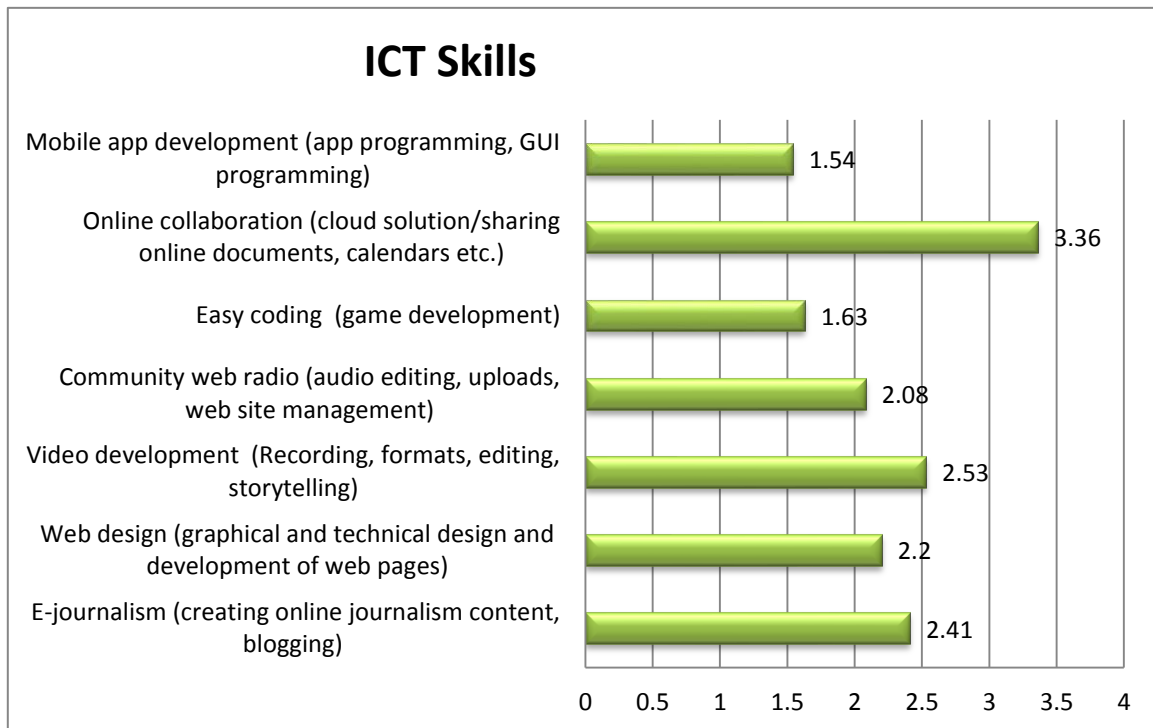 ICT Skills
Mobile app development (app programming, GUI
programming)
1.54
Online collaboration (cloud solution/sharing
online documents, calendars etc.)
3.36
Easy coding  (game development)
1.63
Community web radio (audio editing, uploads,
web site management)
2.08
Video development  (Recording, formats, editing,
storytelling)
2.53
Web design (graphical and technical design and
development of web pages)
2.2
E-journalism (creating online journalism content,
blogging)
2.41
0 0.5 1 1.5 2 2.5 3 3.5 4